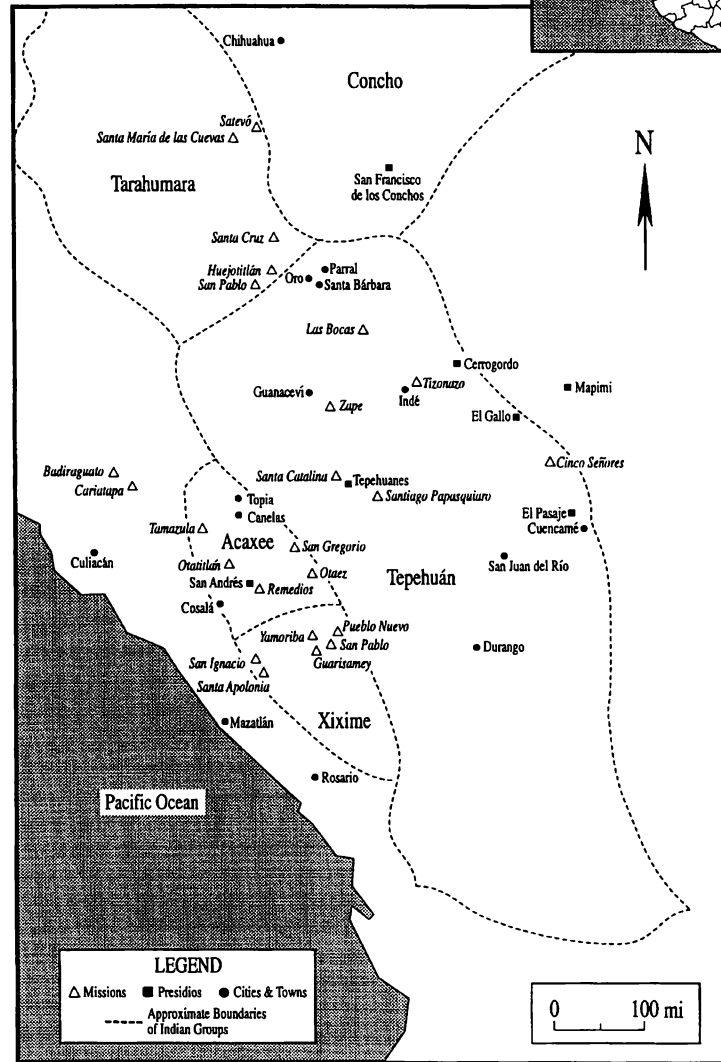 Chihuahua
Concho
Satevó
Santa María de las Cuevas
N
San Francisco
de los Conchos
Tarahumara
Santa Cruz
Huejotitlán
Parral
Oro
San Pablo
Santa Bárbara
Las Bocas
Cerrogordo
Tizonazo
Mapimi
Guanaceví
Indé
Zape
El Gallo
Cinco Señores
Badiraguato
Santa Catalina
Tepehuanes
Cariatapa
Santiago Papasquiaro
Topia
El Pasaje
Canelas
Tamazula
Cuencamé
Acaxee
San Gregorio
Culiacán
San Juan del Río
Otatitlán
Otaez
Tepehuán
San Andrés
Remedios
Cosalá
Pueblo Nuevo
Yamoriba
San Pablo
Durango
Guarisamey
San Ignacio
Santa Apolonia
Xixime
Mazatlán
Rosario
Pacific Ocean
LEGEND
Missions Presidios Cities & Towns
Approximate Boundaries
of Indian Groups
0 100 mi